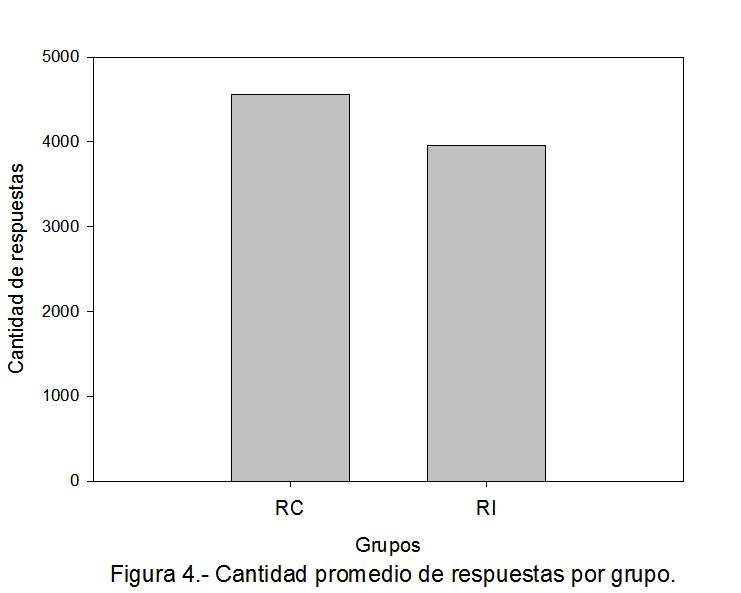 5000
4000
3000
2000
1000
0
Cantidad de respuestas
RC RI
Grupos
Figura 4.- Cantidad promedio de respuestas por grupo.